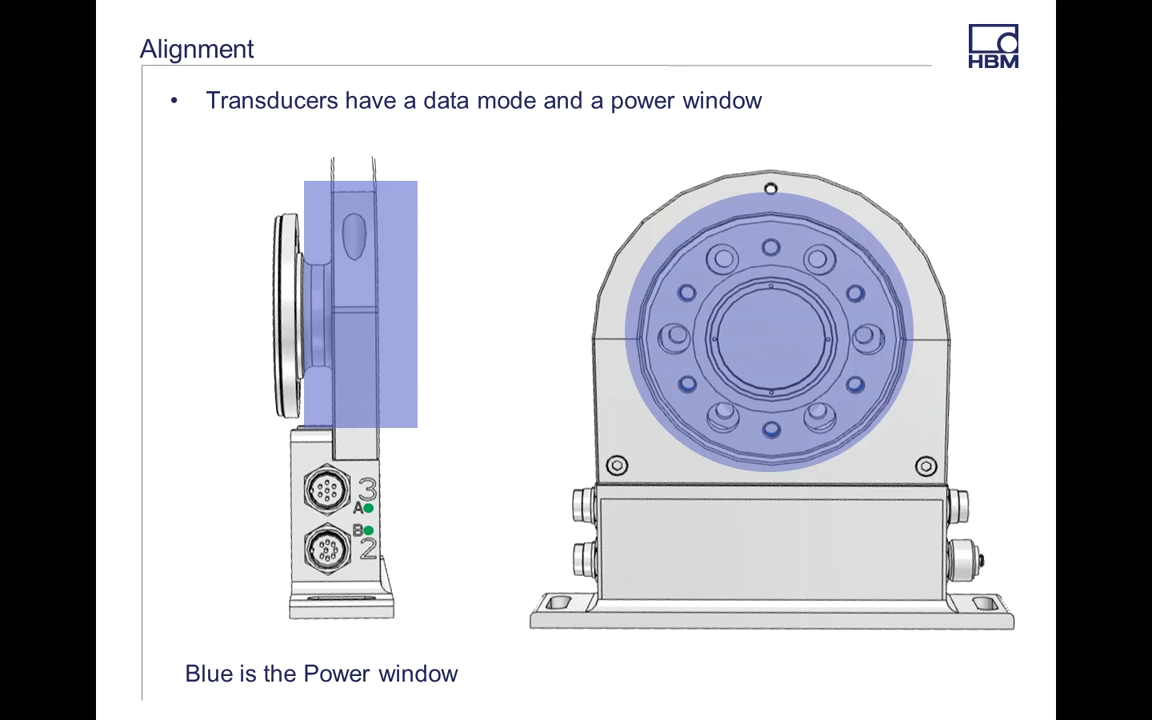 Alignment
HBM
• Transducers have a data mode and a power window
3
A
B
2
Blue is the Power window